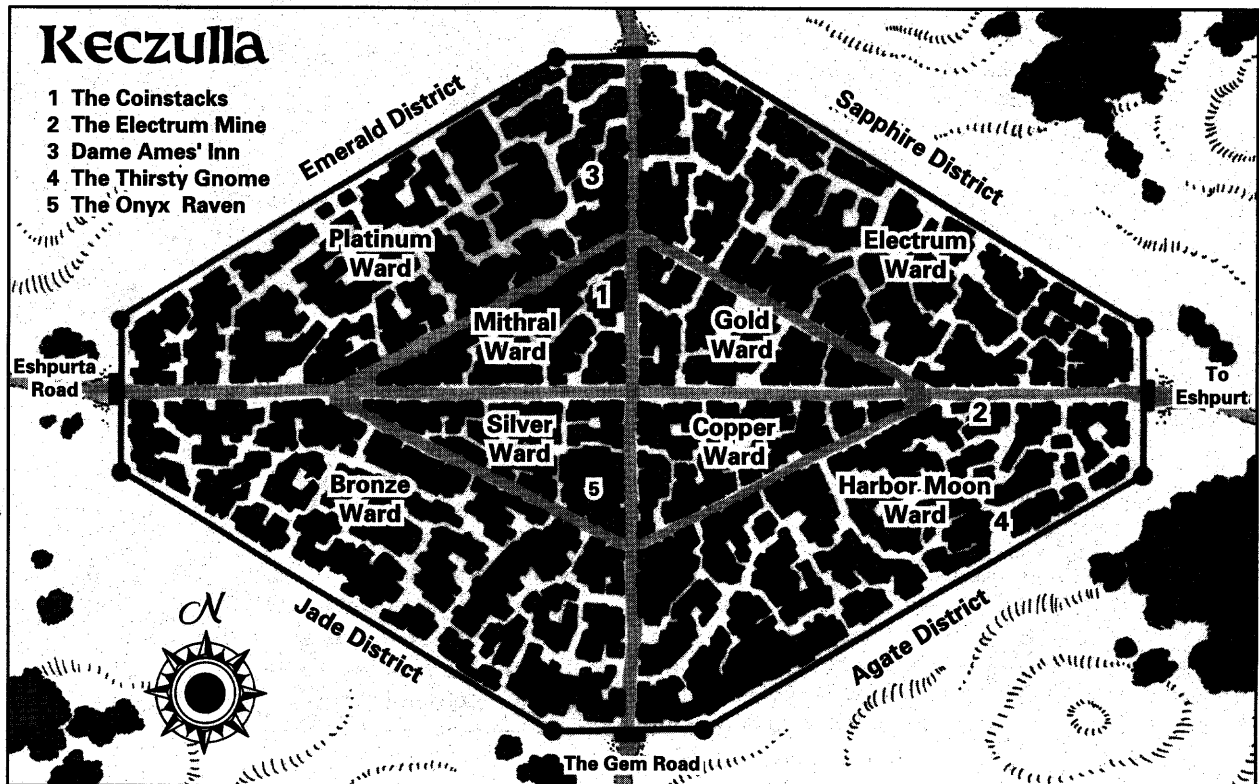 Keczulla
1 The Coinstacks
2 The Electrum Mine
3 Dame Ames' Inn
4 The Thirsty Gnome
5 The Onyx Raven
Emerald District
Sapphire District
3
Platinum
Ward
Electrum
Ward
1
Mithral
Ward
Gold
Ward
Eshpurta
Road
To
Eshpurta
2
Silver
Ward
Copper
Ward
Bronze
Ward
5
Harbor Moon
Ward
4
Jade District
Agate District
N
The Gem Road